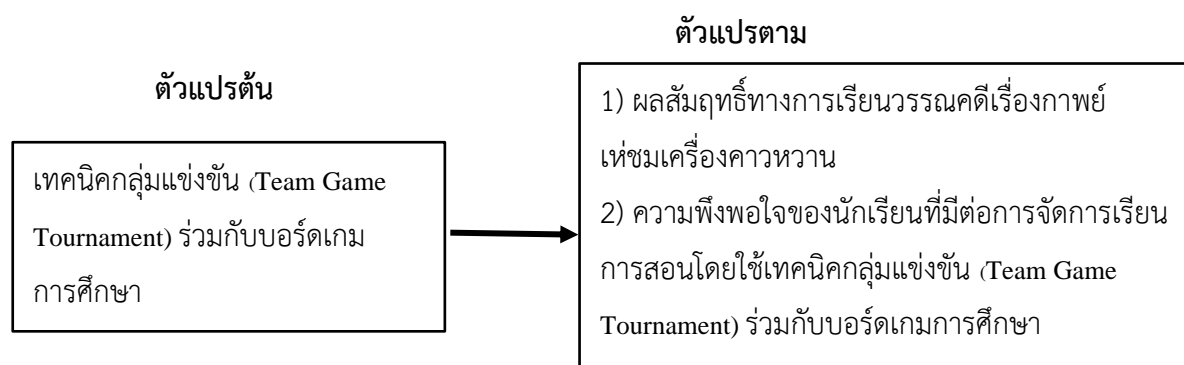 ตัวแปรต้น
เทคนิคกลุ่มแข่งขัน (Team Game
Tournament) ร่วมกับบอร์ดเกม
การศึกษา
ตัวแปรตาม
1) ผลสัมฤทธิ์ทางการเรียนวรรณคดีเรื่องกาพย์
เห่ชมเครื่องคาวหวาน
2) ความพึงพอใจของนักเรียนที่มีต่อการจัดการเรียน
การสอนโดยใช้เทคนิคกลุ่มแข่งขัน (Team Game
Tournament) ร่วมกับบอร์ดเกมการศึกษา